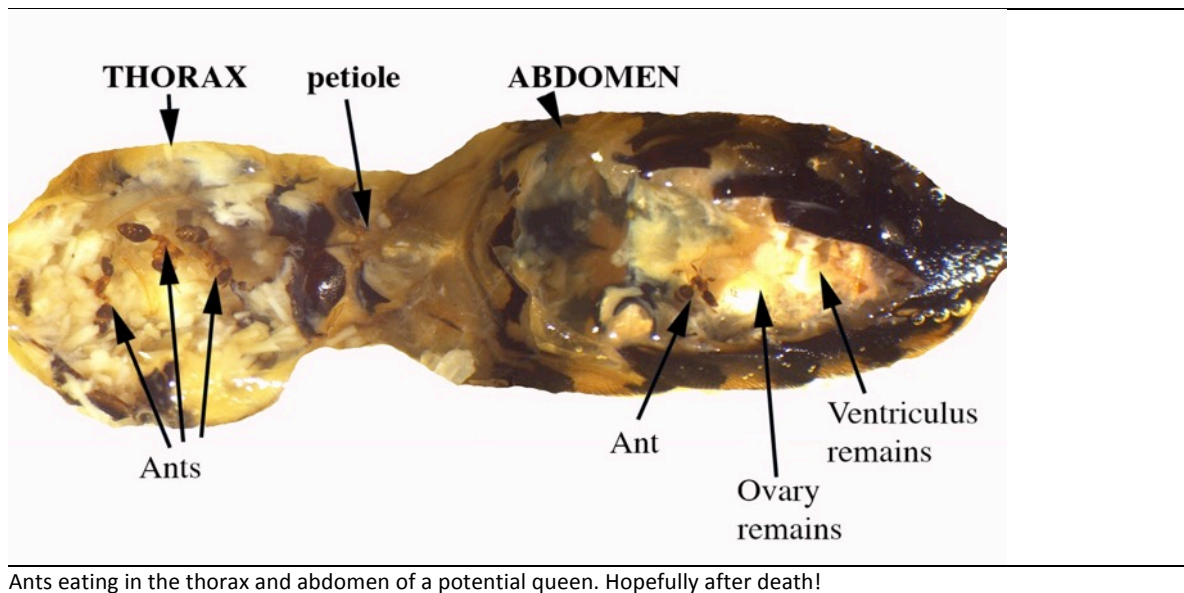 THORAX petiole ABDOMEN
Ants
Ant
Ventriculus
remains
Ovary
remains
Ants eating in the thorax and abdomen of a potential queen. Hopefully after death!